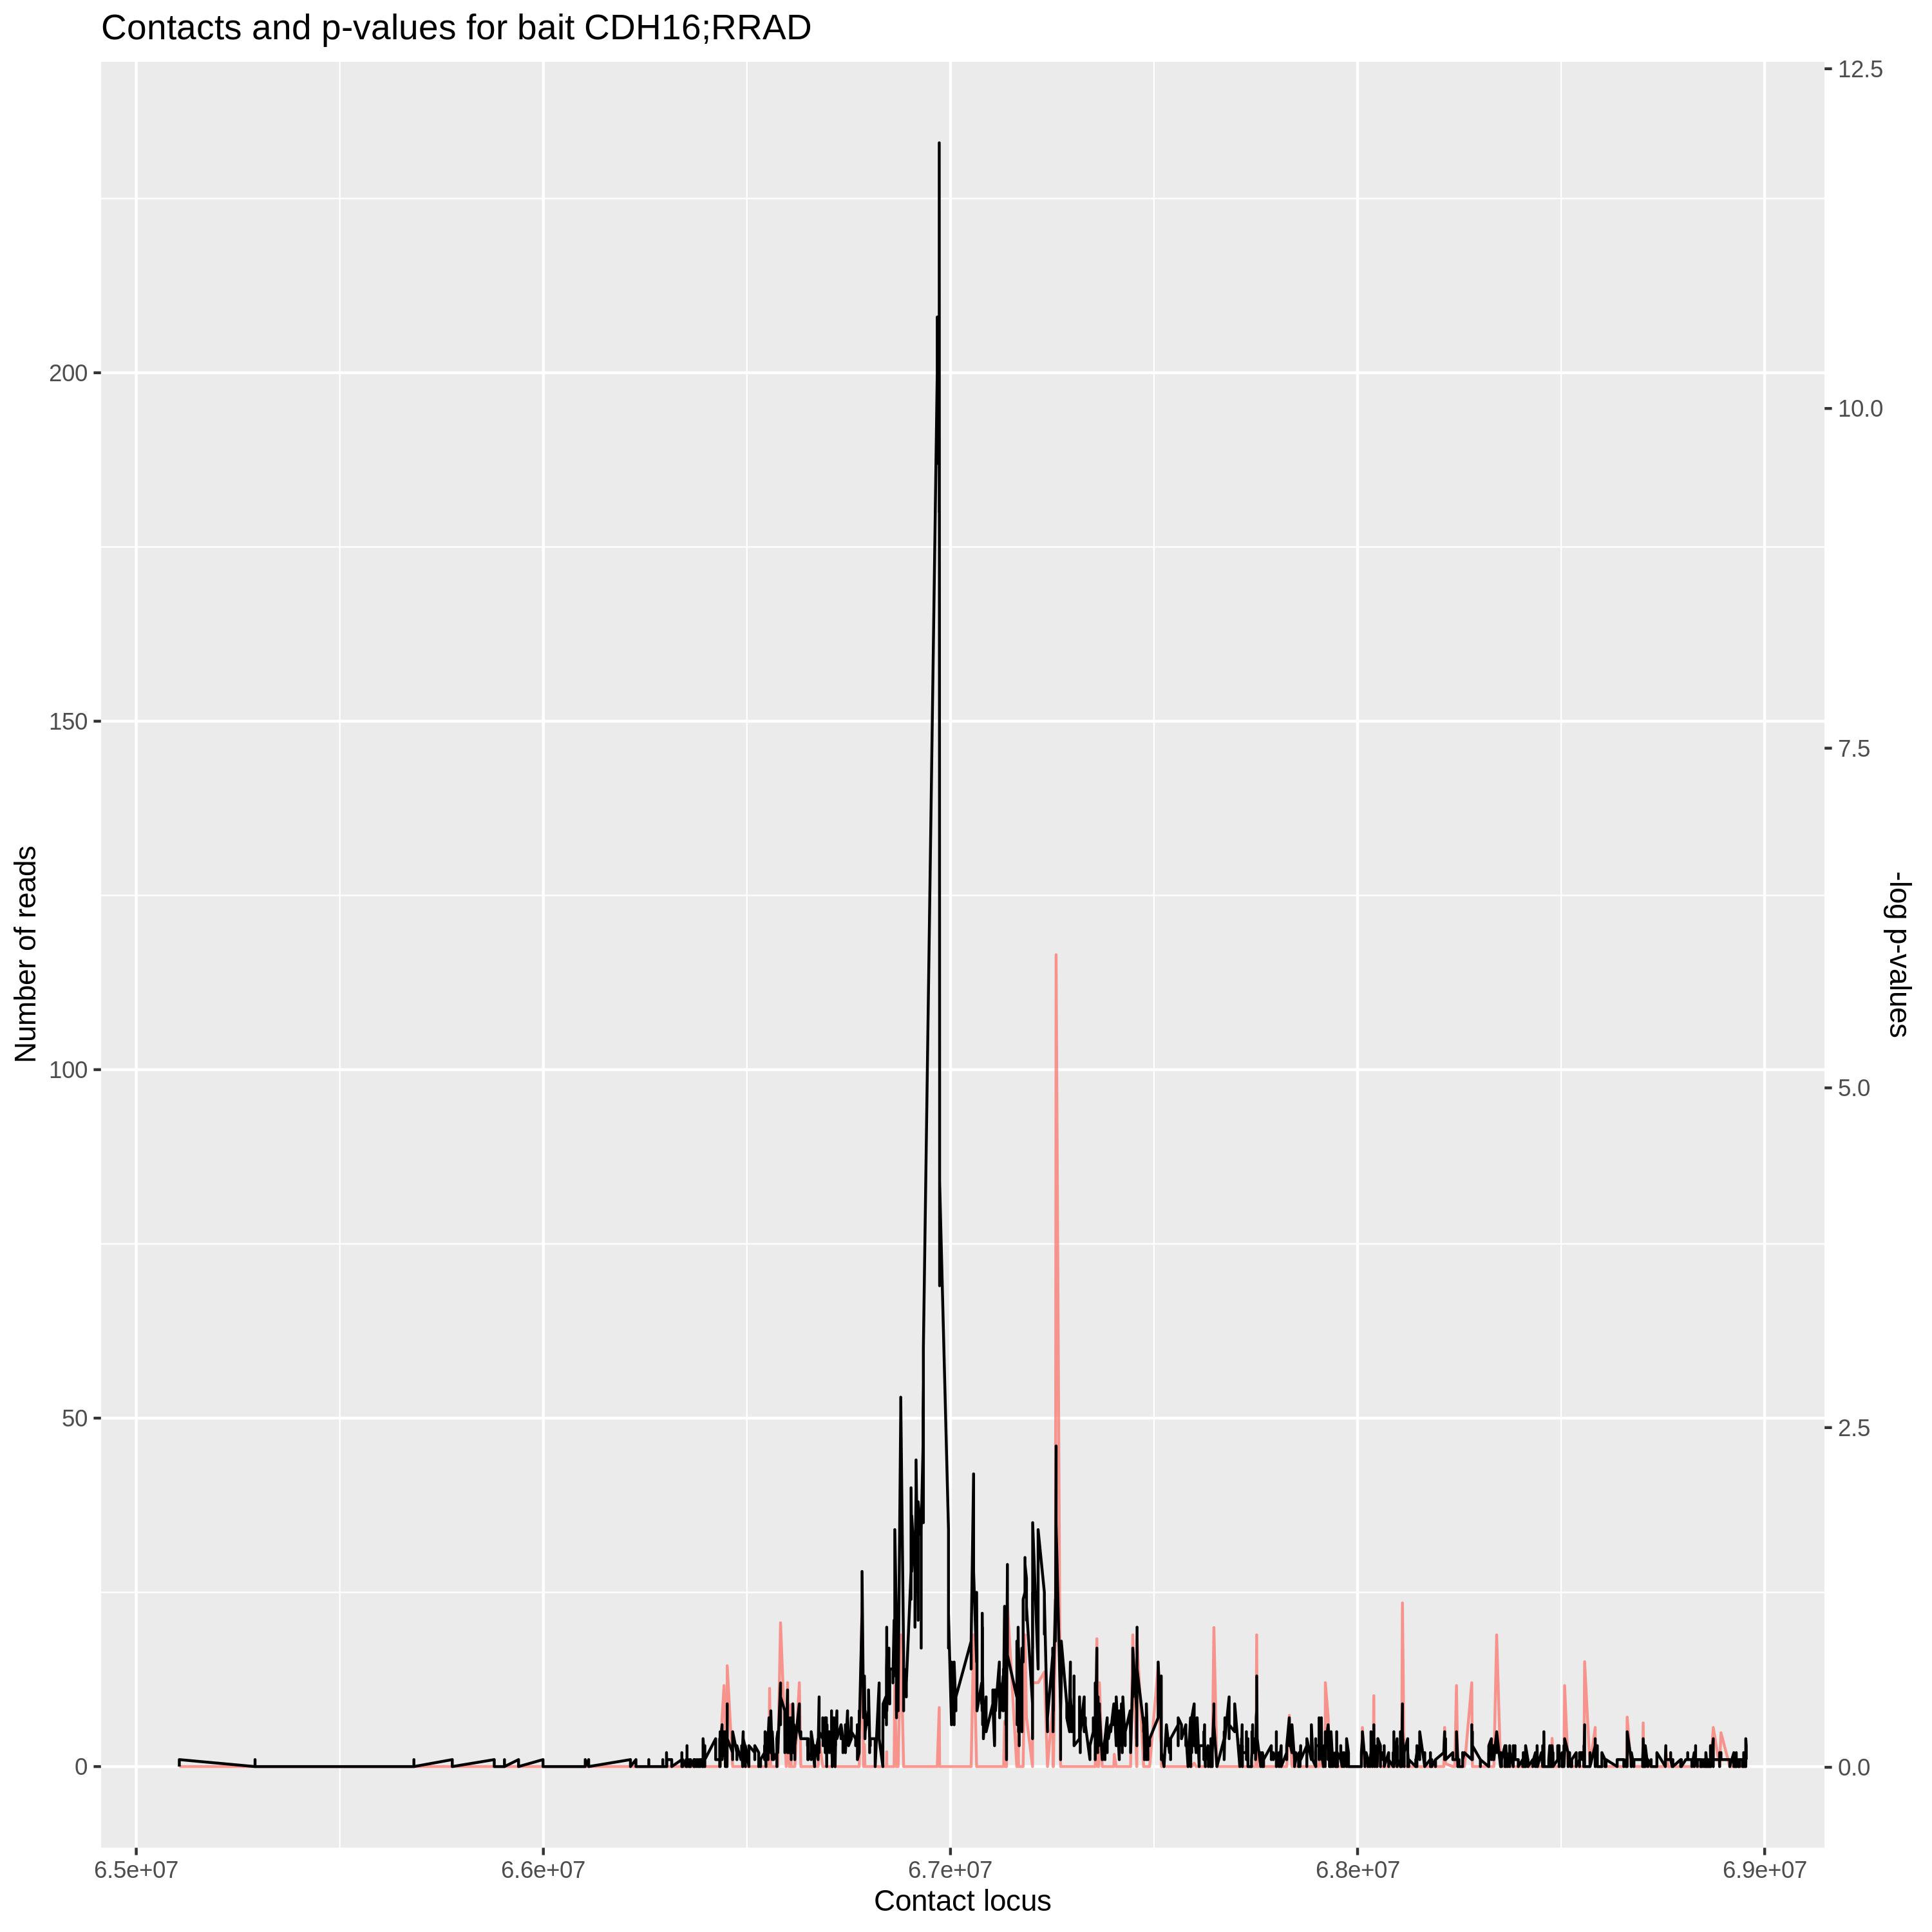 Contacts and p-values for bait CDH16;RRAD
Number of reads
200
150
100
50
0
12.5
10.0
7.5
5.0
2.5
0.0
-log p-values
6.5e+07 6.6e+07 6.7e+07 6.8e+07 6.9e+07
Contact locus